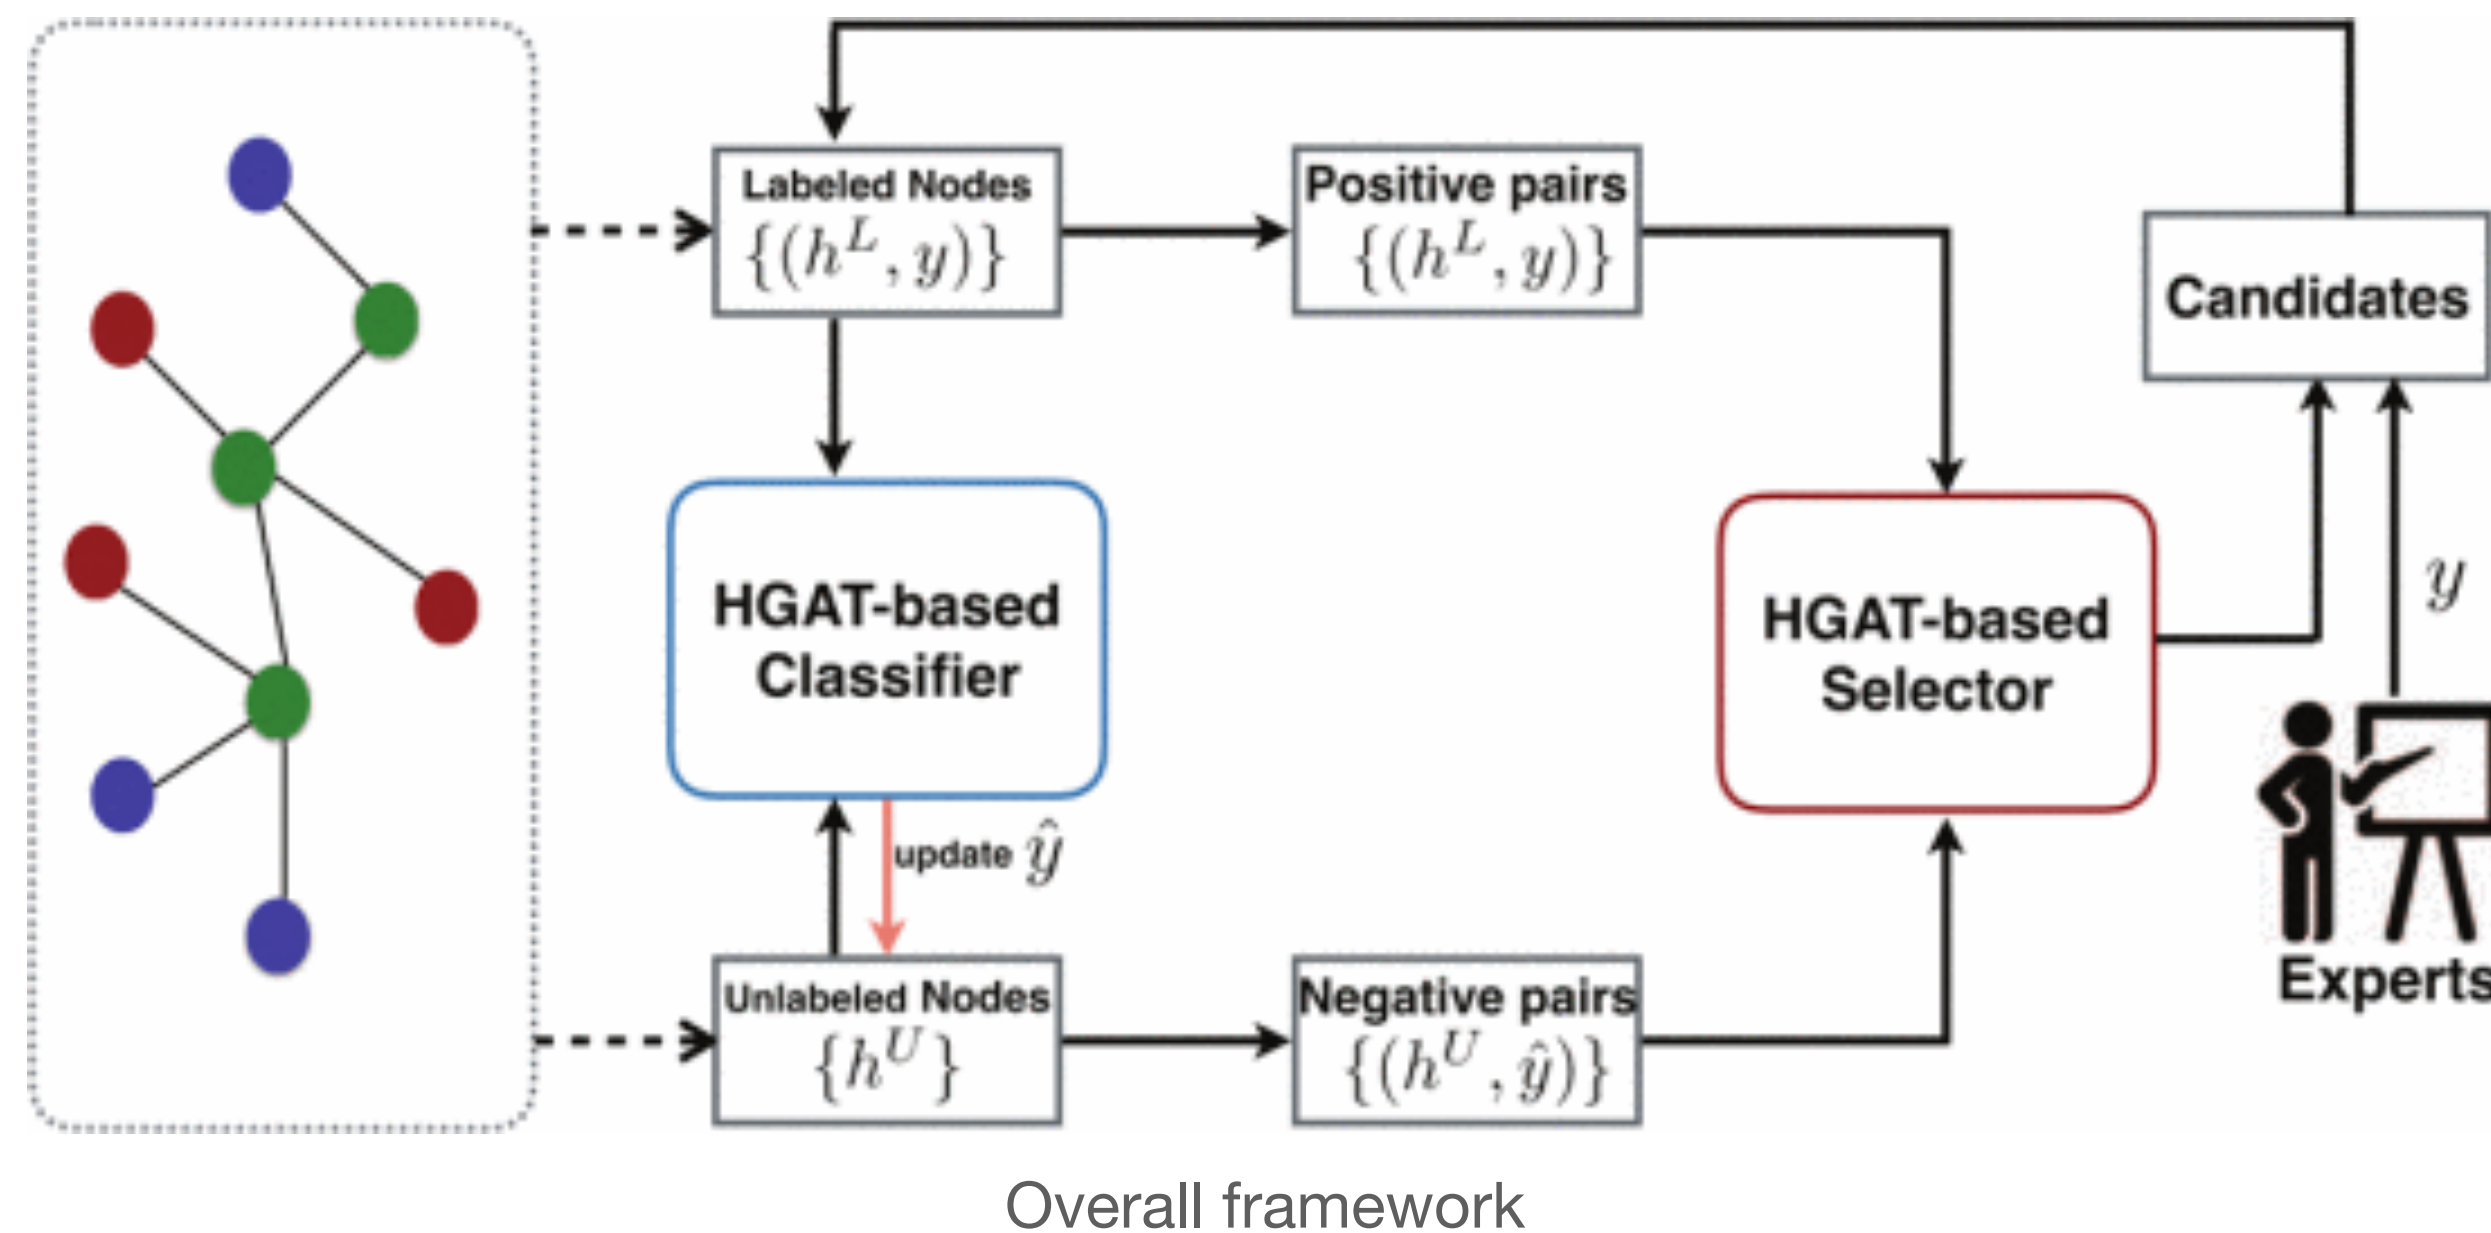 Labeled Nodes
{(h^L, y)}
Positive pairs
{(h^L, y)}
Candidates
HGAT-based
Classifier
HGAT-based
Selector
y
update ŷ
Unlabeled Nodes
{h^U}
Negative pairs
{(h^U, ŷ)}
Experts
Overall framework